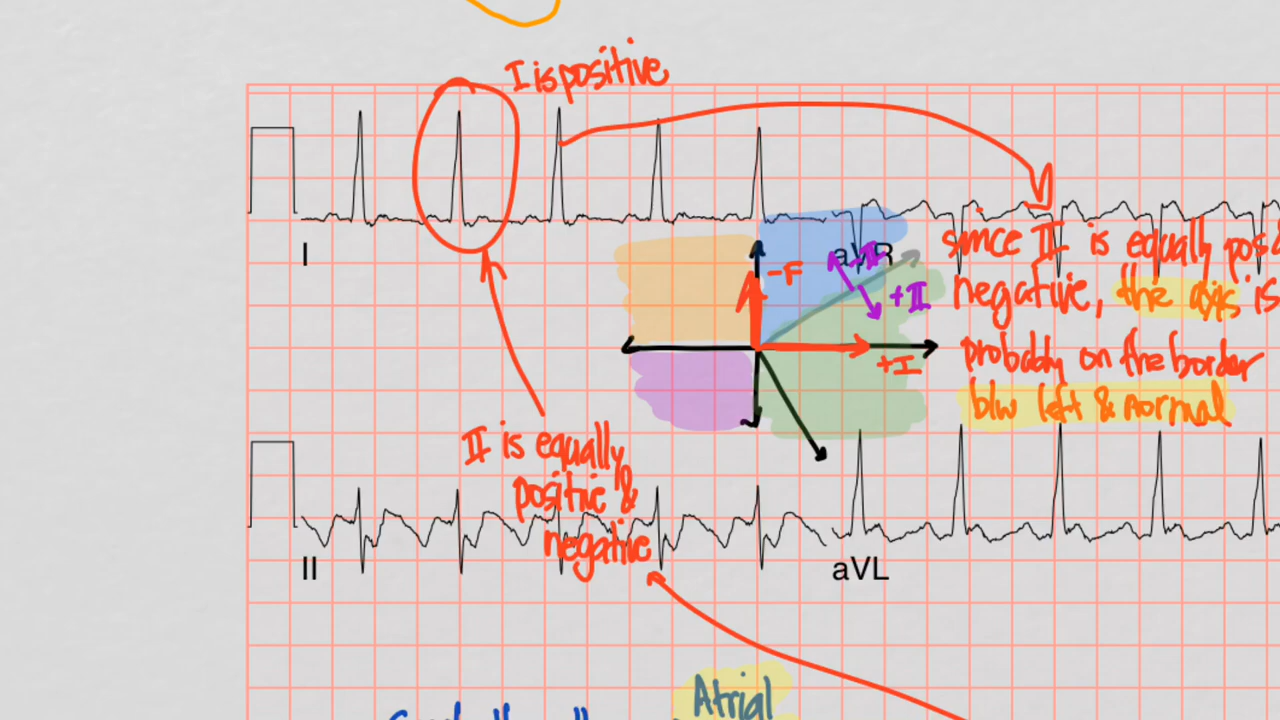 I is positive
I
aVR
-F
-II
+II
since II is equally pos
negative, the axis is
+I
probably on the border
b/w left & normal
II is equally
positive &
negative
II
aVL
Atrial